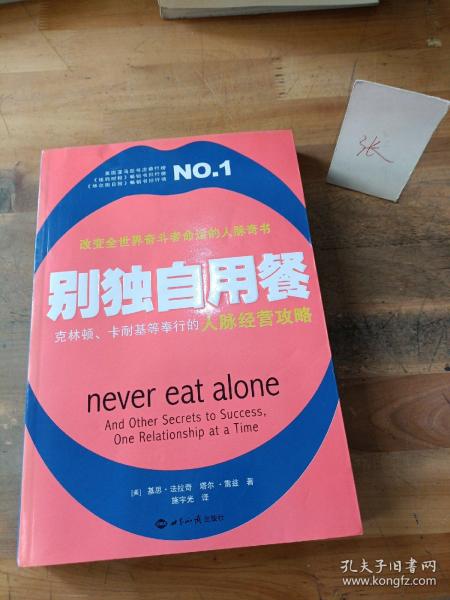 美国亚马逊书店排行榜
《纽约时报》畅销书排行榜
《华尔街日报》畅销书排行榜
NO.1
张
改变全世界奋斗者命运的人脉奇书
别独自用餐
克林顿、卡耐基等奉行的人脉经营攻略
never eat alone
And Other Secrets to Success,
One Relationship at a Time
[美] 基思·法拉奇 塔尔·雷兹 著
施宇光 译
世界知识出版社
孔夫子旧书网
www.kongfz.com